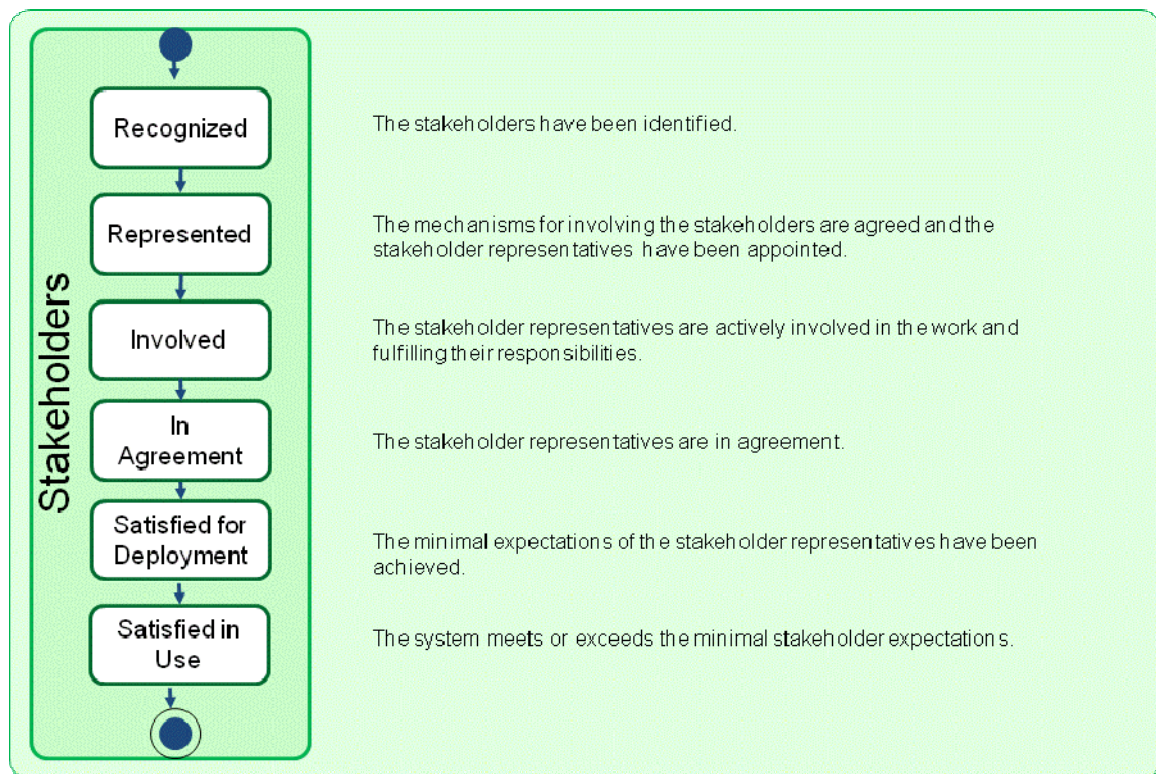 Stakeholders
Recognized
The stakeholders have been identified.
Represented
The mechanisms for involving the stakeholders are agreed and the
stakeholder representatives have been appointed.
Involved
The stakeholder representatives are actively involved in the work and
fulfilling their responsibilities.
In
Agreement
The stakeholder representatives are in agreement.
Satisfied for
Deployment
The minimal expectations of the stakeholder representatives have been
achieved.
Satisfied in
Use
The system meets or exceeds the minimal stakeholder expectations.